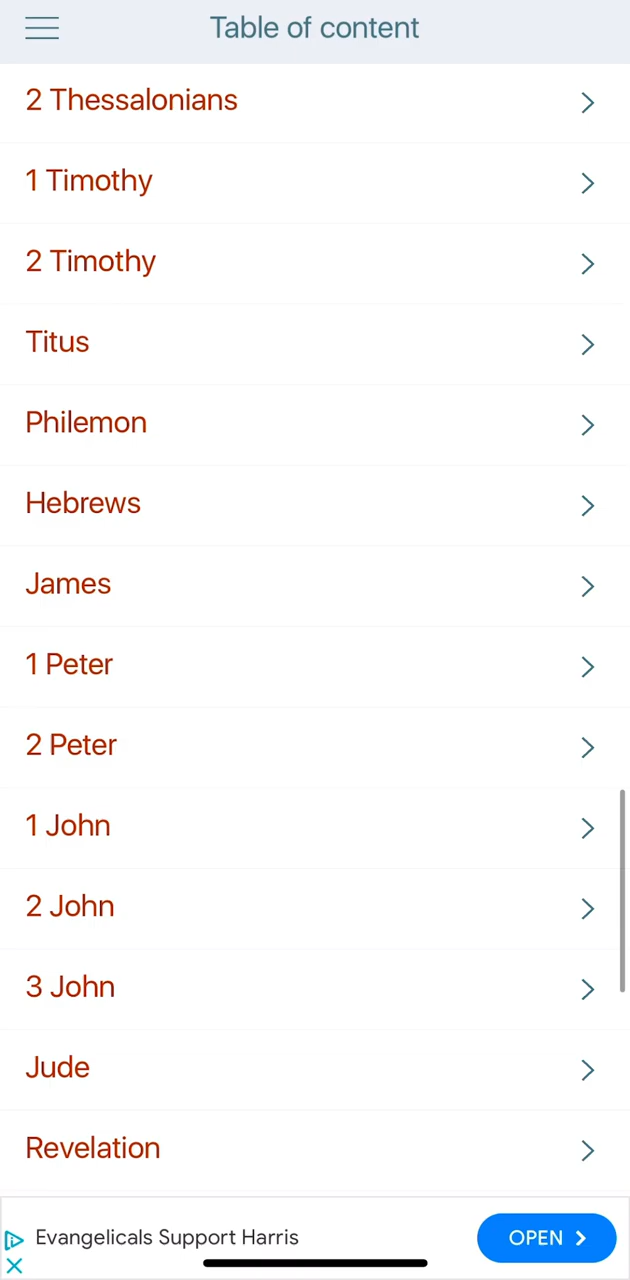 Table of content
2 Thessalonians
1 Timothy
2 Timothy
Titus
Philemon
Hebrews
James
1 Peter
2 Peter
1 John
2 John
3 John
Jude
Revelation
Evangelicals Support Harris
OPEN